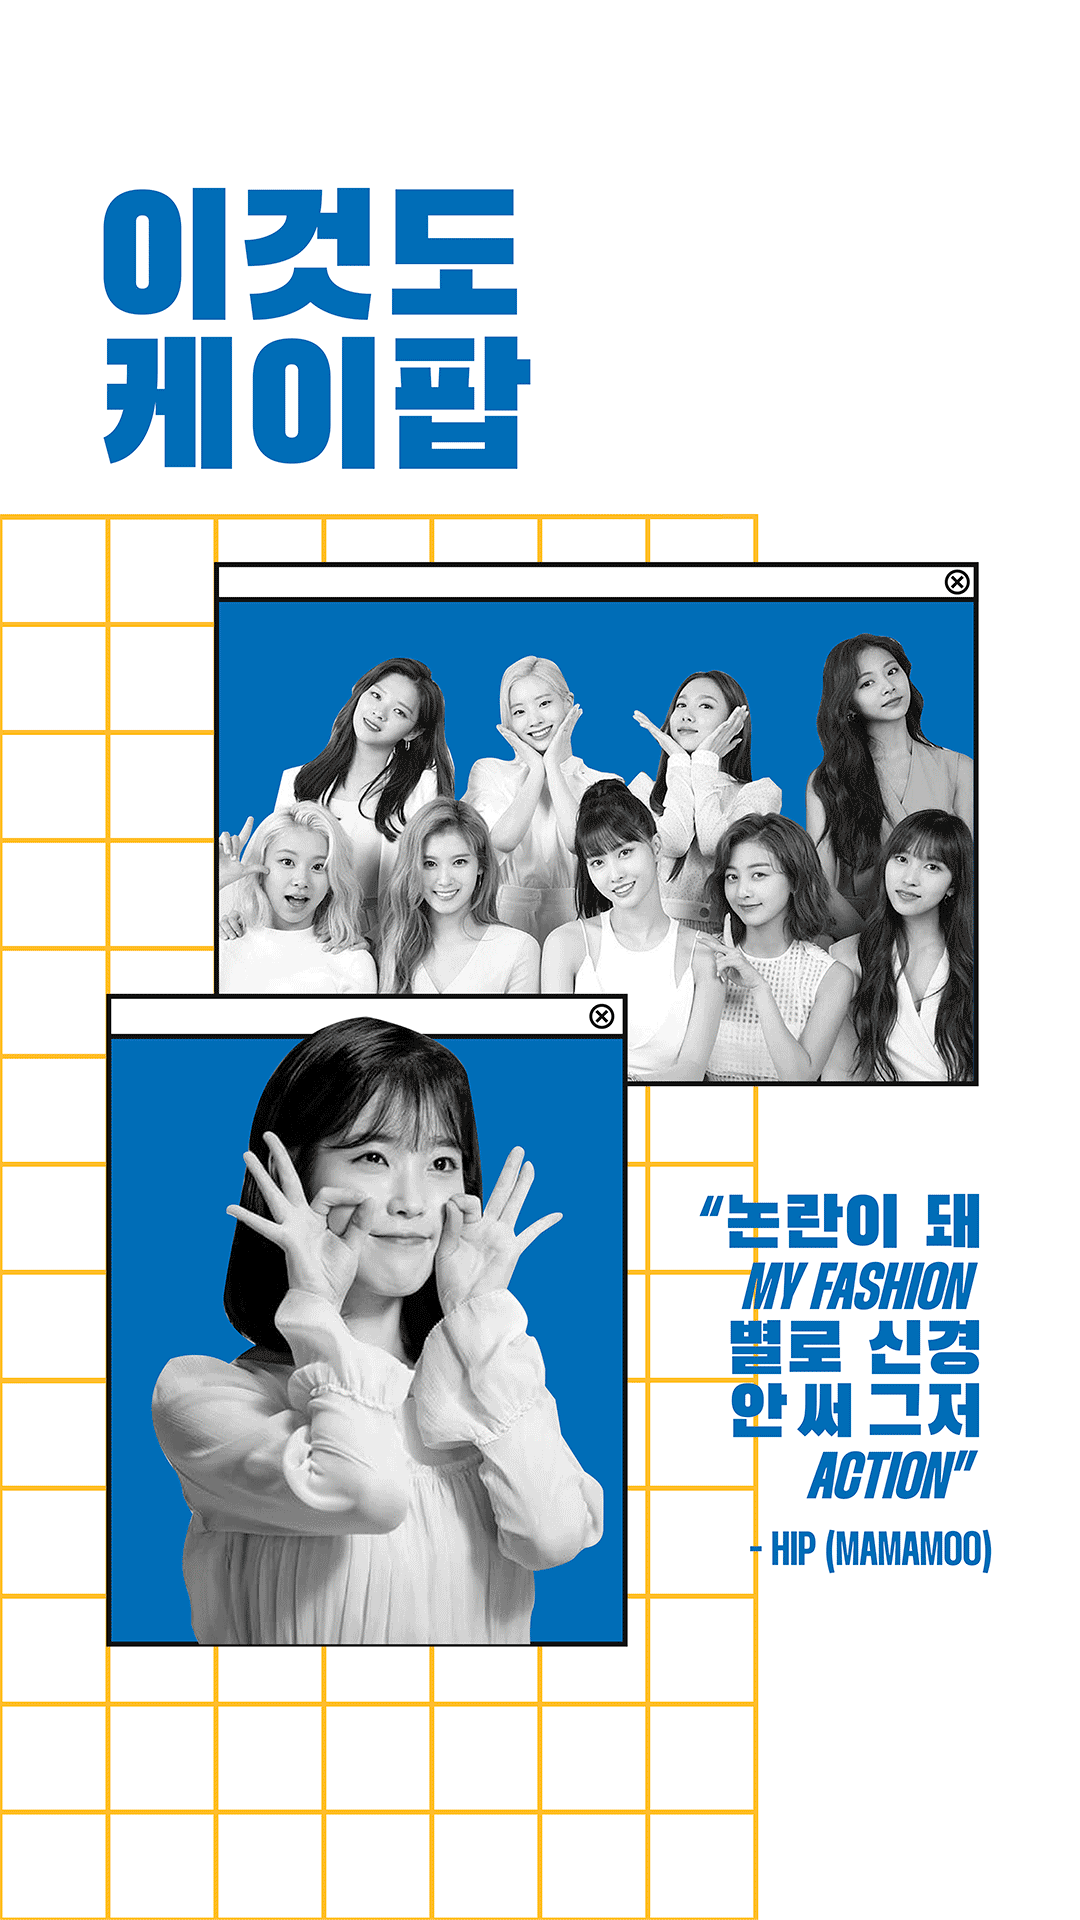 이것도
케이팝
“논란이 돼
MY FASHION
별로 신경
안 써 그저
ACTION”
- HIP (MAMAMOO)